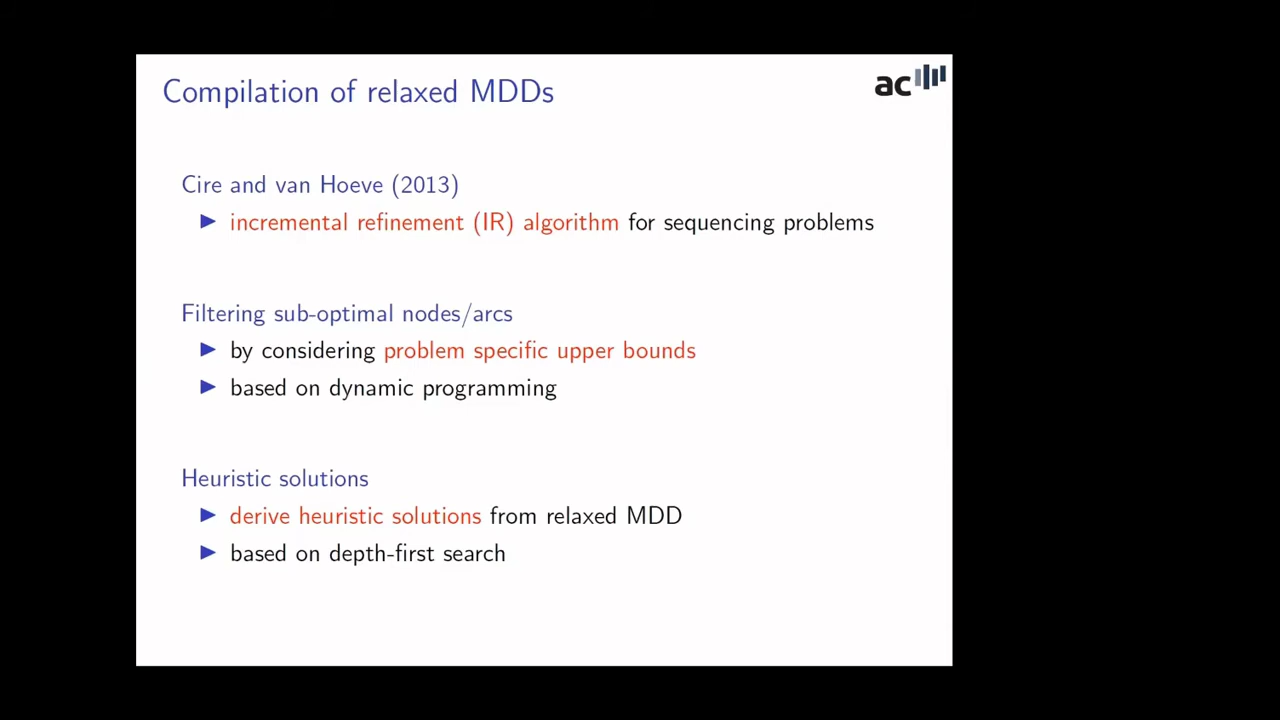 Compilation of relaxed MDDs
ac
Cire and van Hoeve (2013)
▶ incremental refinement (IR) algorithm for sequencing problems
Filtering sub-optimal nodes/arcs
▶ by considering problem specific upper bounds
▶ based on dynamic programming
Heuristic solutions
▶ derive heuristic solutions from relaxed MDD
▶ based on depth-first search